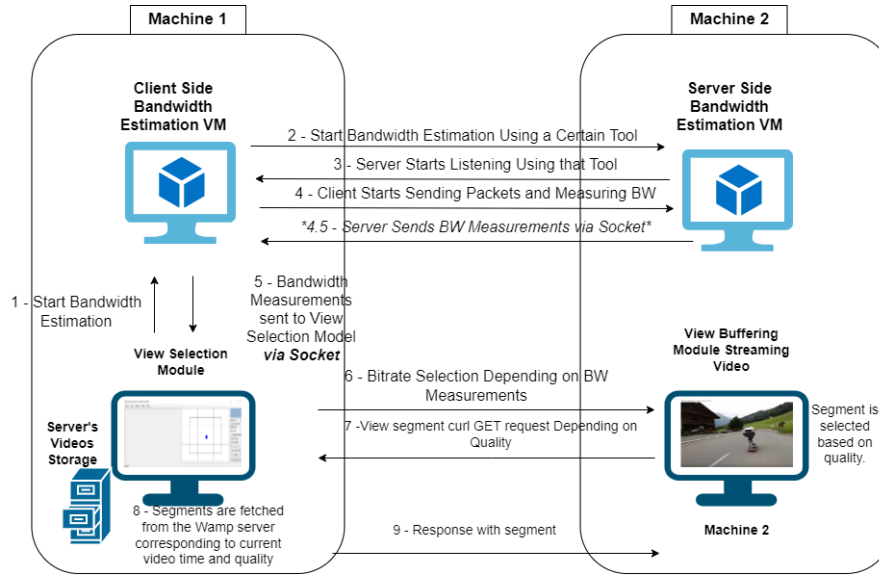 Machine 1
Machine 2
Client Side
Bandwidth
Estimation VM
Server Side
Bandwidth
Estimation VM
2 - Start Bandwidth Estimation Using a Certain Tool
3 - Server Starts Listening Using that Tool
4 - Client Starts Sending Packets and Measuring BW
*4.5 - Server Sends BW Measurements via Socket*
1 - Start Bandwidth
Estimation
5 - Bandwidth
Measurements
sent to View
Selection Model
via Socket
View Selection
Module
View Buffering
Module Streaming
Video
6 - Bitrate Selection Depending on BW
Measurements
7 -View segment curl GET request Depending on
Quality
Server's
Videos
Storage
Segment is
selected
based on
quality.
8 - Segments are fetched
from the Wamp server
corresponding to current
video time and quality
9 - Response with segment
Machine 2